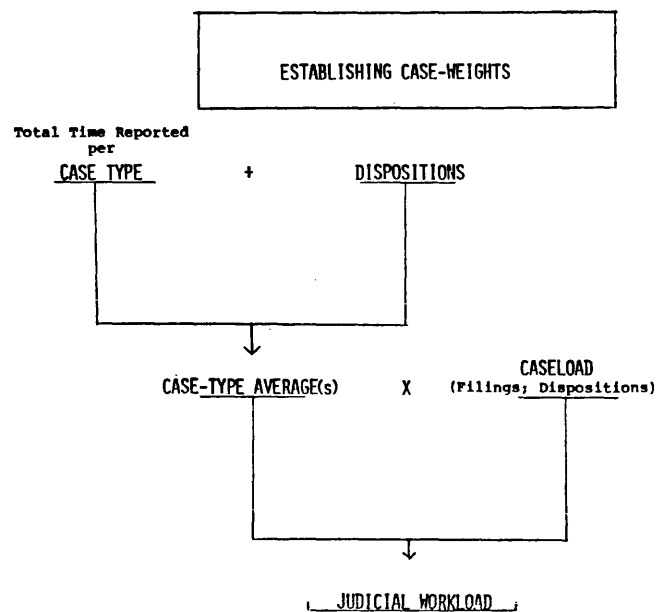 ESTABLISHING CASE-WEIGHTS
Total Time Reported
per
CASE TYPE + DISPOSITIONS
CASE-TYPE AVERAGE(s) X CASELOAD
(Filings; Dispositions)
JUDICIAL WORKLOAD